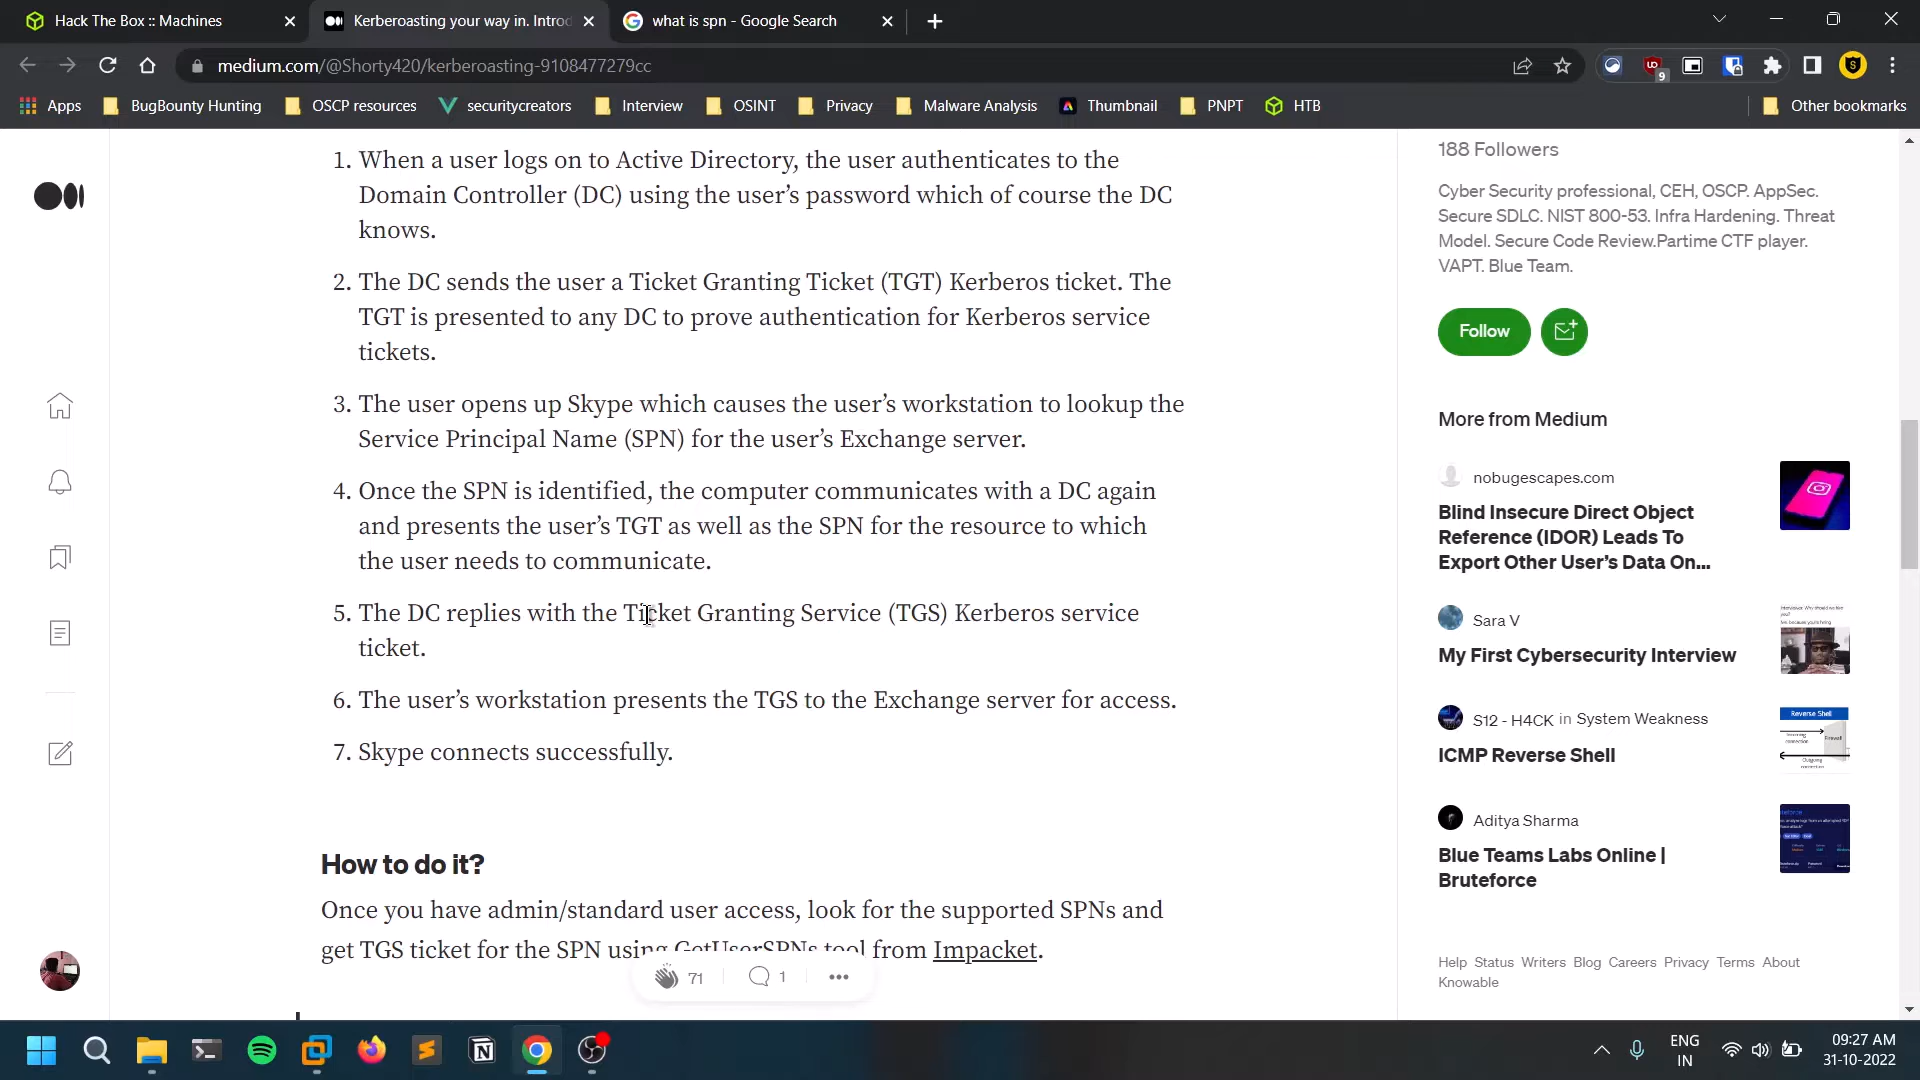 Hack The Box :: Machines
Kerberoasting your way in. Introd
what is spn - Google Search
medium.com/@Shorty420/kerberoasting-9108477279cc
9
S
Apps
BugBounty Hunting
OSCP resources
securitycreators
Interview
OSINT
Privacy
Malware Analysis
Thumbnail
PNPT
HTB
Other bookmarks
1. When a user logs on to Active Directory, the user authenticates to the
Domain Controller (DC) using the user’s password which of course the DC
knows.
2. The DC sends the user a Ticket Granting Ticket (TGT) Kerberos ticket. The
TGT is presented to any DC to prove authentication for Kerberos service
tickets.
3. The user opens up Skype which causes the user’s workstation to lookup the
Service Principal Name (SPN) for the user’s Exchange server.
4. Once the SPN is identified, the computer communicates with a DC again
and presents the user’s TGT as well as the SPN for the resource to which
the user needs to communicate.
5. The DC replies with the Ticket Granting Service (TGS) Kerberos service
ticket.
6. The user’s workstation presents the TGS to the Exchange server for access.
7. Skype connects successfully.
How to do it?
Once you have admin/standard user access, look for the supported SPNs and
get TGS ticket for the SPN using GetUserSPNs tool from Impacket.
71
1
188 Followers
Cyber Security professional, CEH, OSCP. AppSec.
Secure SDLC. NIST 800-53. Infra Hardening. Threat
Model. Secure Code Review.Partime CTF player.
VAPT. Blue Team.
Follow
More from Medium
nobugescapes.com
Blind Insecure Direct Object
Reference (IDOR) Leads To
Export Other User’s Data On...
Sara V
My First Cybersecurity Interview
S12 - H4CK in System Weakness
ICMP Reverse Shell
Reverse Shell
Aditya Sharma
Blue Teams Labs Online |
Bruteforce
Help Status Writers Blog Careers Privacy Terms About
Knowable
ENG
IN
09:27 AM
31-10-2022